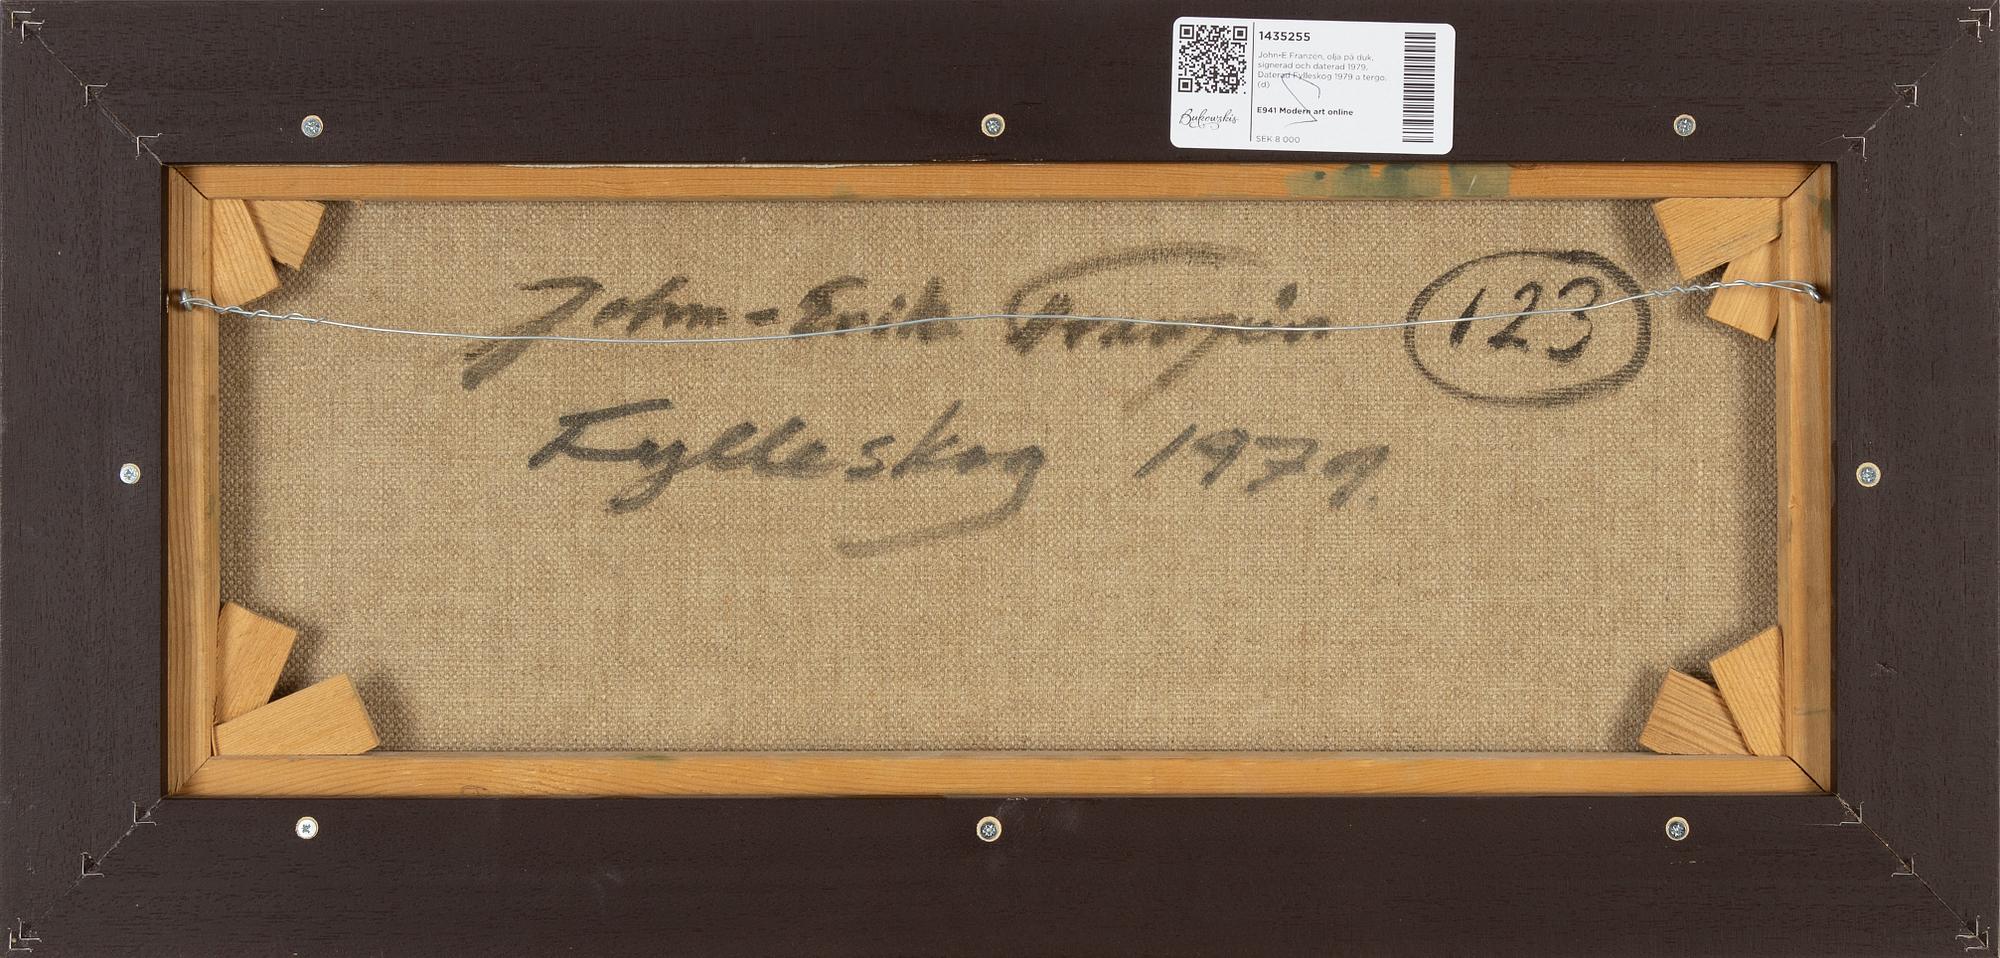 1435255
John-E Franzén, olja på duk,
signerad och daterad 1979.
Daterad Fylleskog 1979 a tergo.
(d)
Bukowskis
E941 Modern art online
SEK 8 000
John-Erik Franzén 123
Fylleskog 1979.